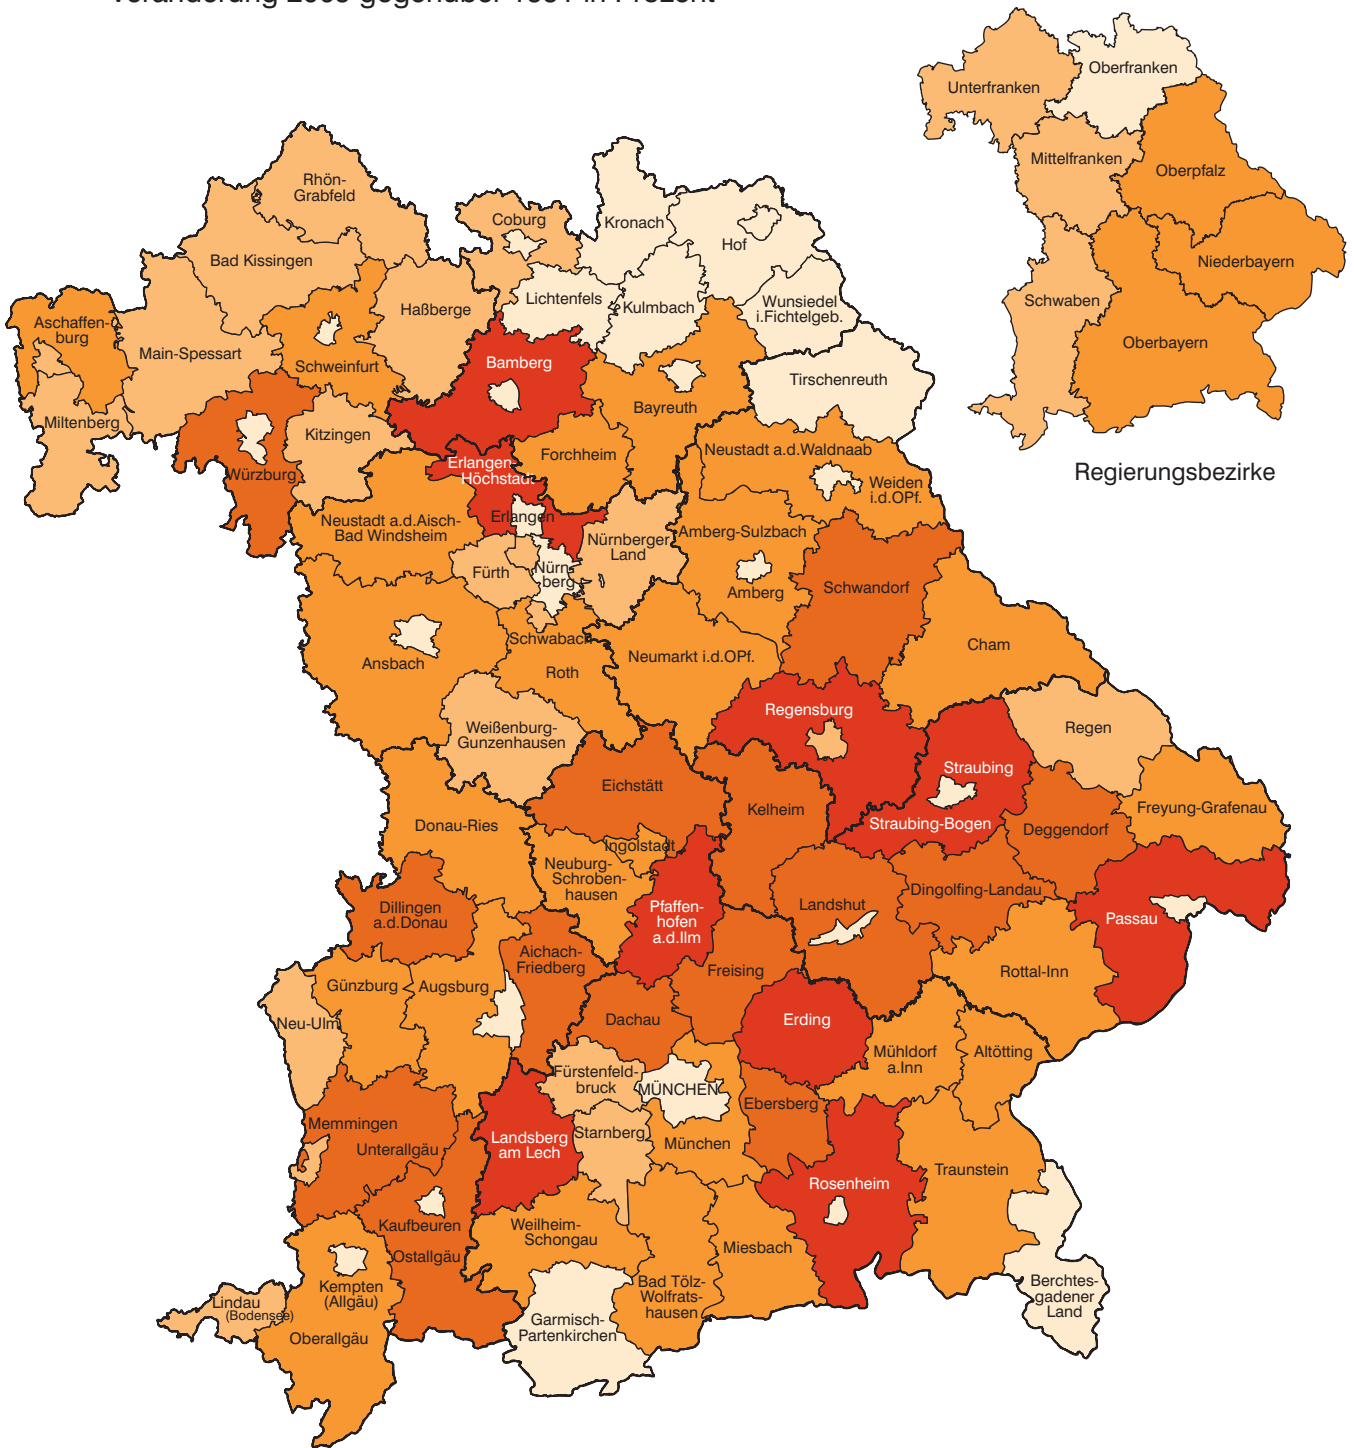 Unterfranken
Oberfranken
Mittelfranken
Oberpfalz
Niederbayern
Schwaben
Oberbayern
Regierungsbezirke
Rhön-
Grabfeld
Coburg
Kronach
Hof
Bad Kissingen
Lichtenfels
Kulmbach
Wunsiedel
i.Fichtelgeb.
Haßberge
Aschaffen-
burg
Main-Spessart
Schweinfurt
Bamberg
Bayreuth
Tirschenreuth
Miltenberg
Kitzingen
Würzburg
Forchheim
Erlangen-
Höchstadt
Erlangen
Neustadt a.d.Waldnaab
Weiden
i.d.OPf.
Neustadt a.d.Aisch-
Bad Windsheim
Nürnberger
Land
Amberg-Sulzbach
Fürth
Nürn-
berg
Amberg
Schwandorf
Schwabach
Roth
Ansbach
Neumarkt i.d.OPf.
Cham
Weißenburg-
Gunzenhausen
Regensburg
Regen
Straubing
Straubing-Bogen
Eichstätt
Kelheim
Deggendorf
Freyung-Grafenau
Donau-Ries
Ingolstadt
Neuburg-
Schroben-
hausen
Dillingen
a.d.Donau
Pfaffen-
hofen
a.d.Ilm
Landshut
Dingolfing-Landau
Passau
Aichach-
Friedberg
Freising
Rottal-Inn
Günzburg
Augsburg
Neu-Ulm
Dachau
Erding
Mühldorf
a.Inn
Altötting
Fürstenfeld-
bruck
MÜNCHEN
Ebersberg
Memmingen
Unterallgäu
Landsberg
am Lech
Starnberg
München
Traunstein
Rosenheim
Kaufbeuren
Ostallgäu
Weilheim-
Schongau
Miesbach
Kempten
(Allgäu)
Lindau
(Bodensee)
Oberallgäu
Bad Tölz-
Wolfrats-
hausen
Garmisch-
Partenkirchen
Berchtes-
gadener
Land